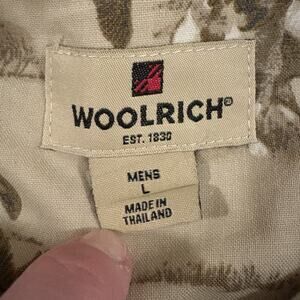 WOOLRICH®
EST. 1830
MENS
L
MADE IN
THAILAND